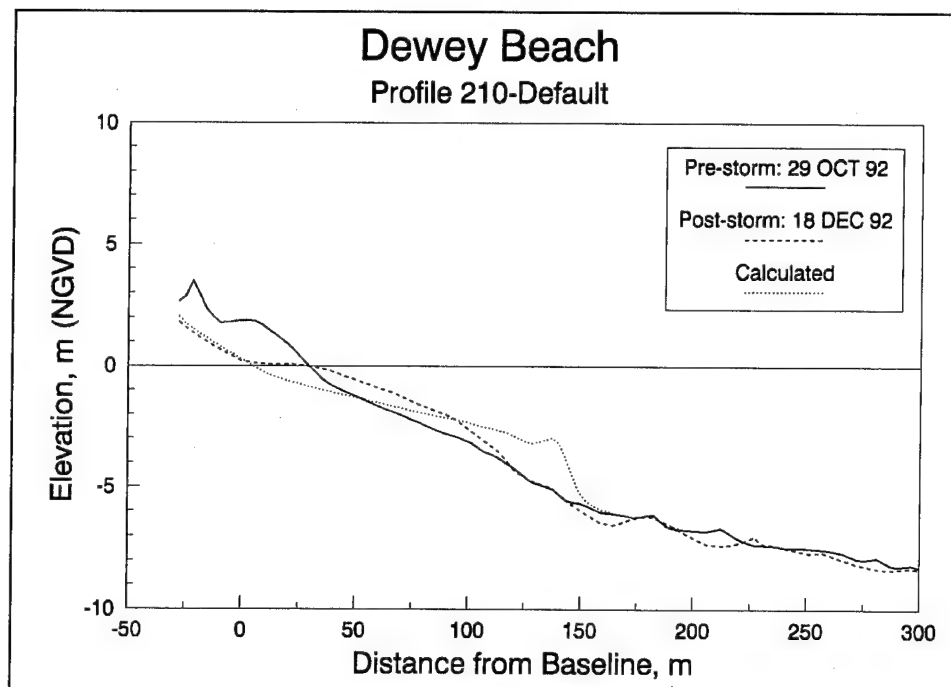 Dewey Beach
Profile 210-Default
Pre-storm: 29 OCT 92
Post-storm: 18 DEC 92
Calculated
Elevation, m (NGVD)
10
5
0
-5
-10
-50
0
50
100
150
200
250
300
Distance from Baseline, m